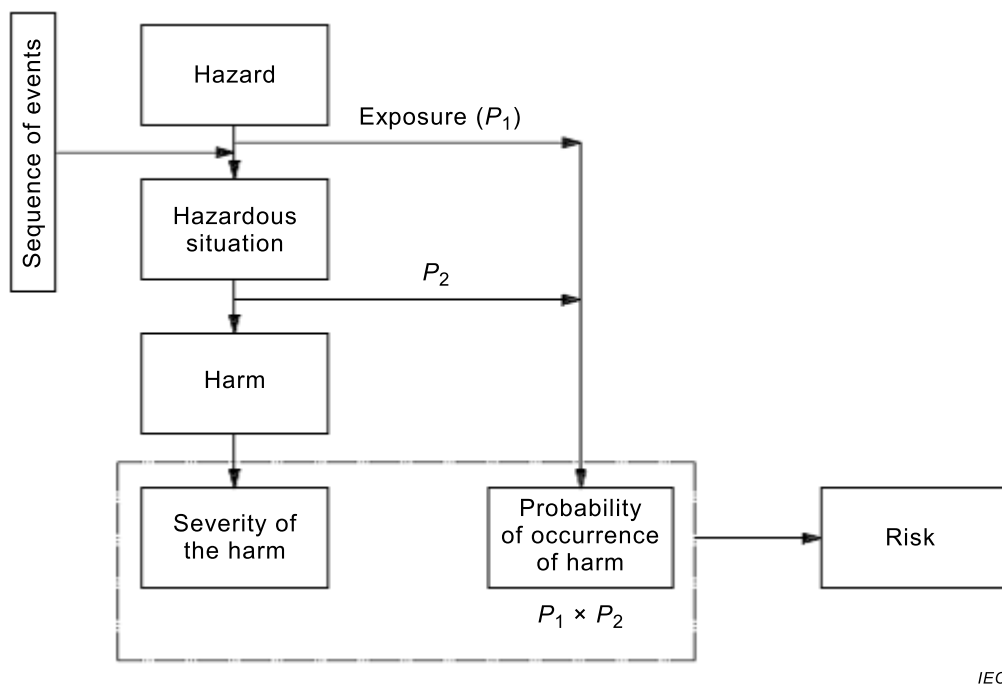 Sequence of events
Hazard
Exposure (P1)
Hazardous
situation
P2
Harm
Severity of
the harm
Probability
of occurrence
of harm
P1 × P2
Risk
IEC